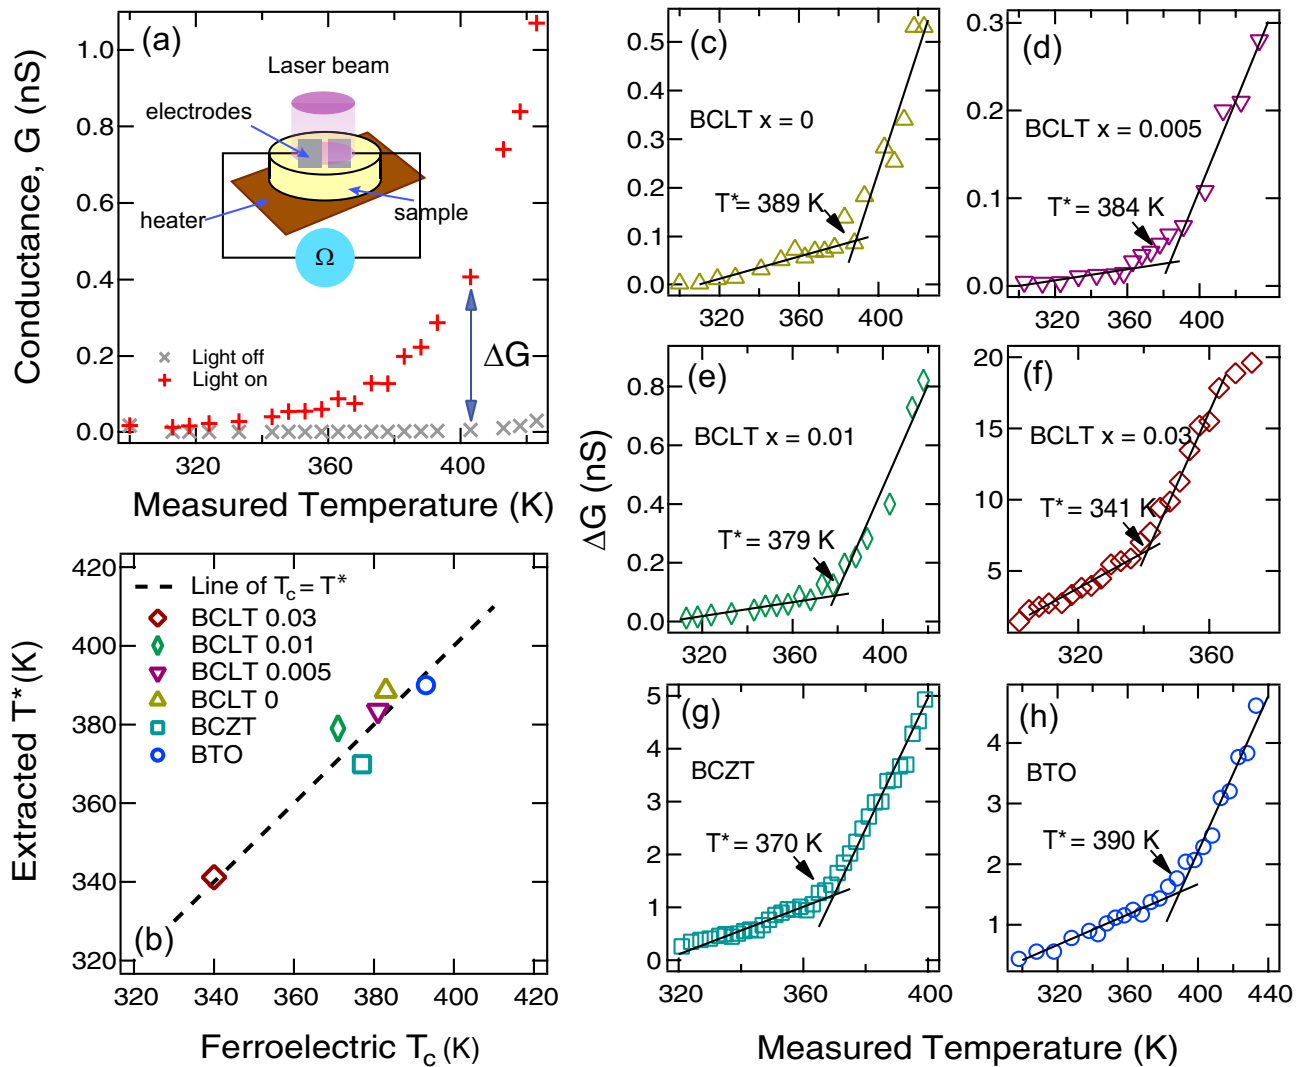 (a)
Conductance, G (nS)
1.0
0.8
0.6
0.4
0.2
0.0
Laser beam
electrodes
heater
sample
Ω
Light off
Light on
ΔG
320 360 400
Measured Temperature (K)
(b)
Extracted T* (K)
420
400
380
360
340
320
Line of Tc = T*
BCLT 0.03
BCLT 0.01
BCLT 0.005
BCLT 0
BCZT
BTO
320 340 360 380 400 420
Ferroelectric Tc (K)
ΔG (nS)
(c)
BCLT x = 0
T*= 389 K
0.5
0.4
0.3
0.2
0.1
0.0
320 360 400
(d)
BCLT x = 0.005
T* = 384 K
0.3
0.2
0.1
0.0
320 360 400
(e)
BCLT x = 0.01
T* = 379 K
0.8
0.6
0.4
0.2
0.0
320 360 400
(f)
BCLT x = 0.03
T* = 341 K
20
15
10
5
320 360
(g)
BCZT
T* = 370 K
5
4
3
2
1
0
320 360 400
(h)
BTO
T* = 390 K
4
3
2
1
320 360 400 440
Measured Temperature (K)